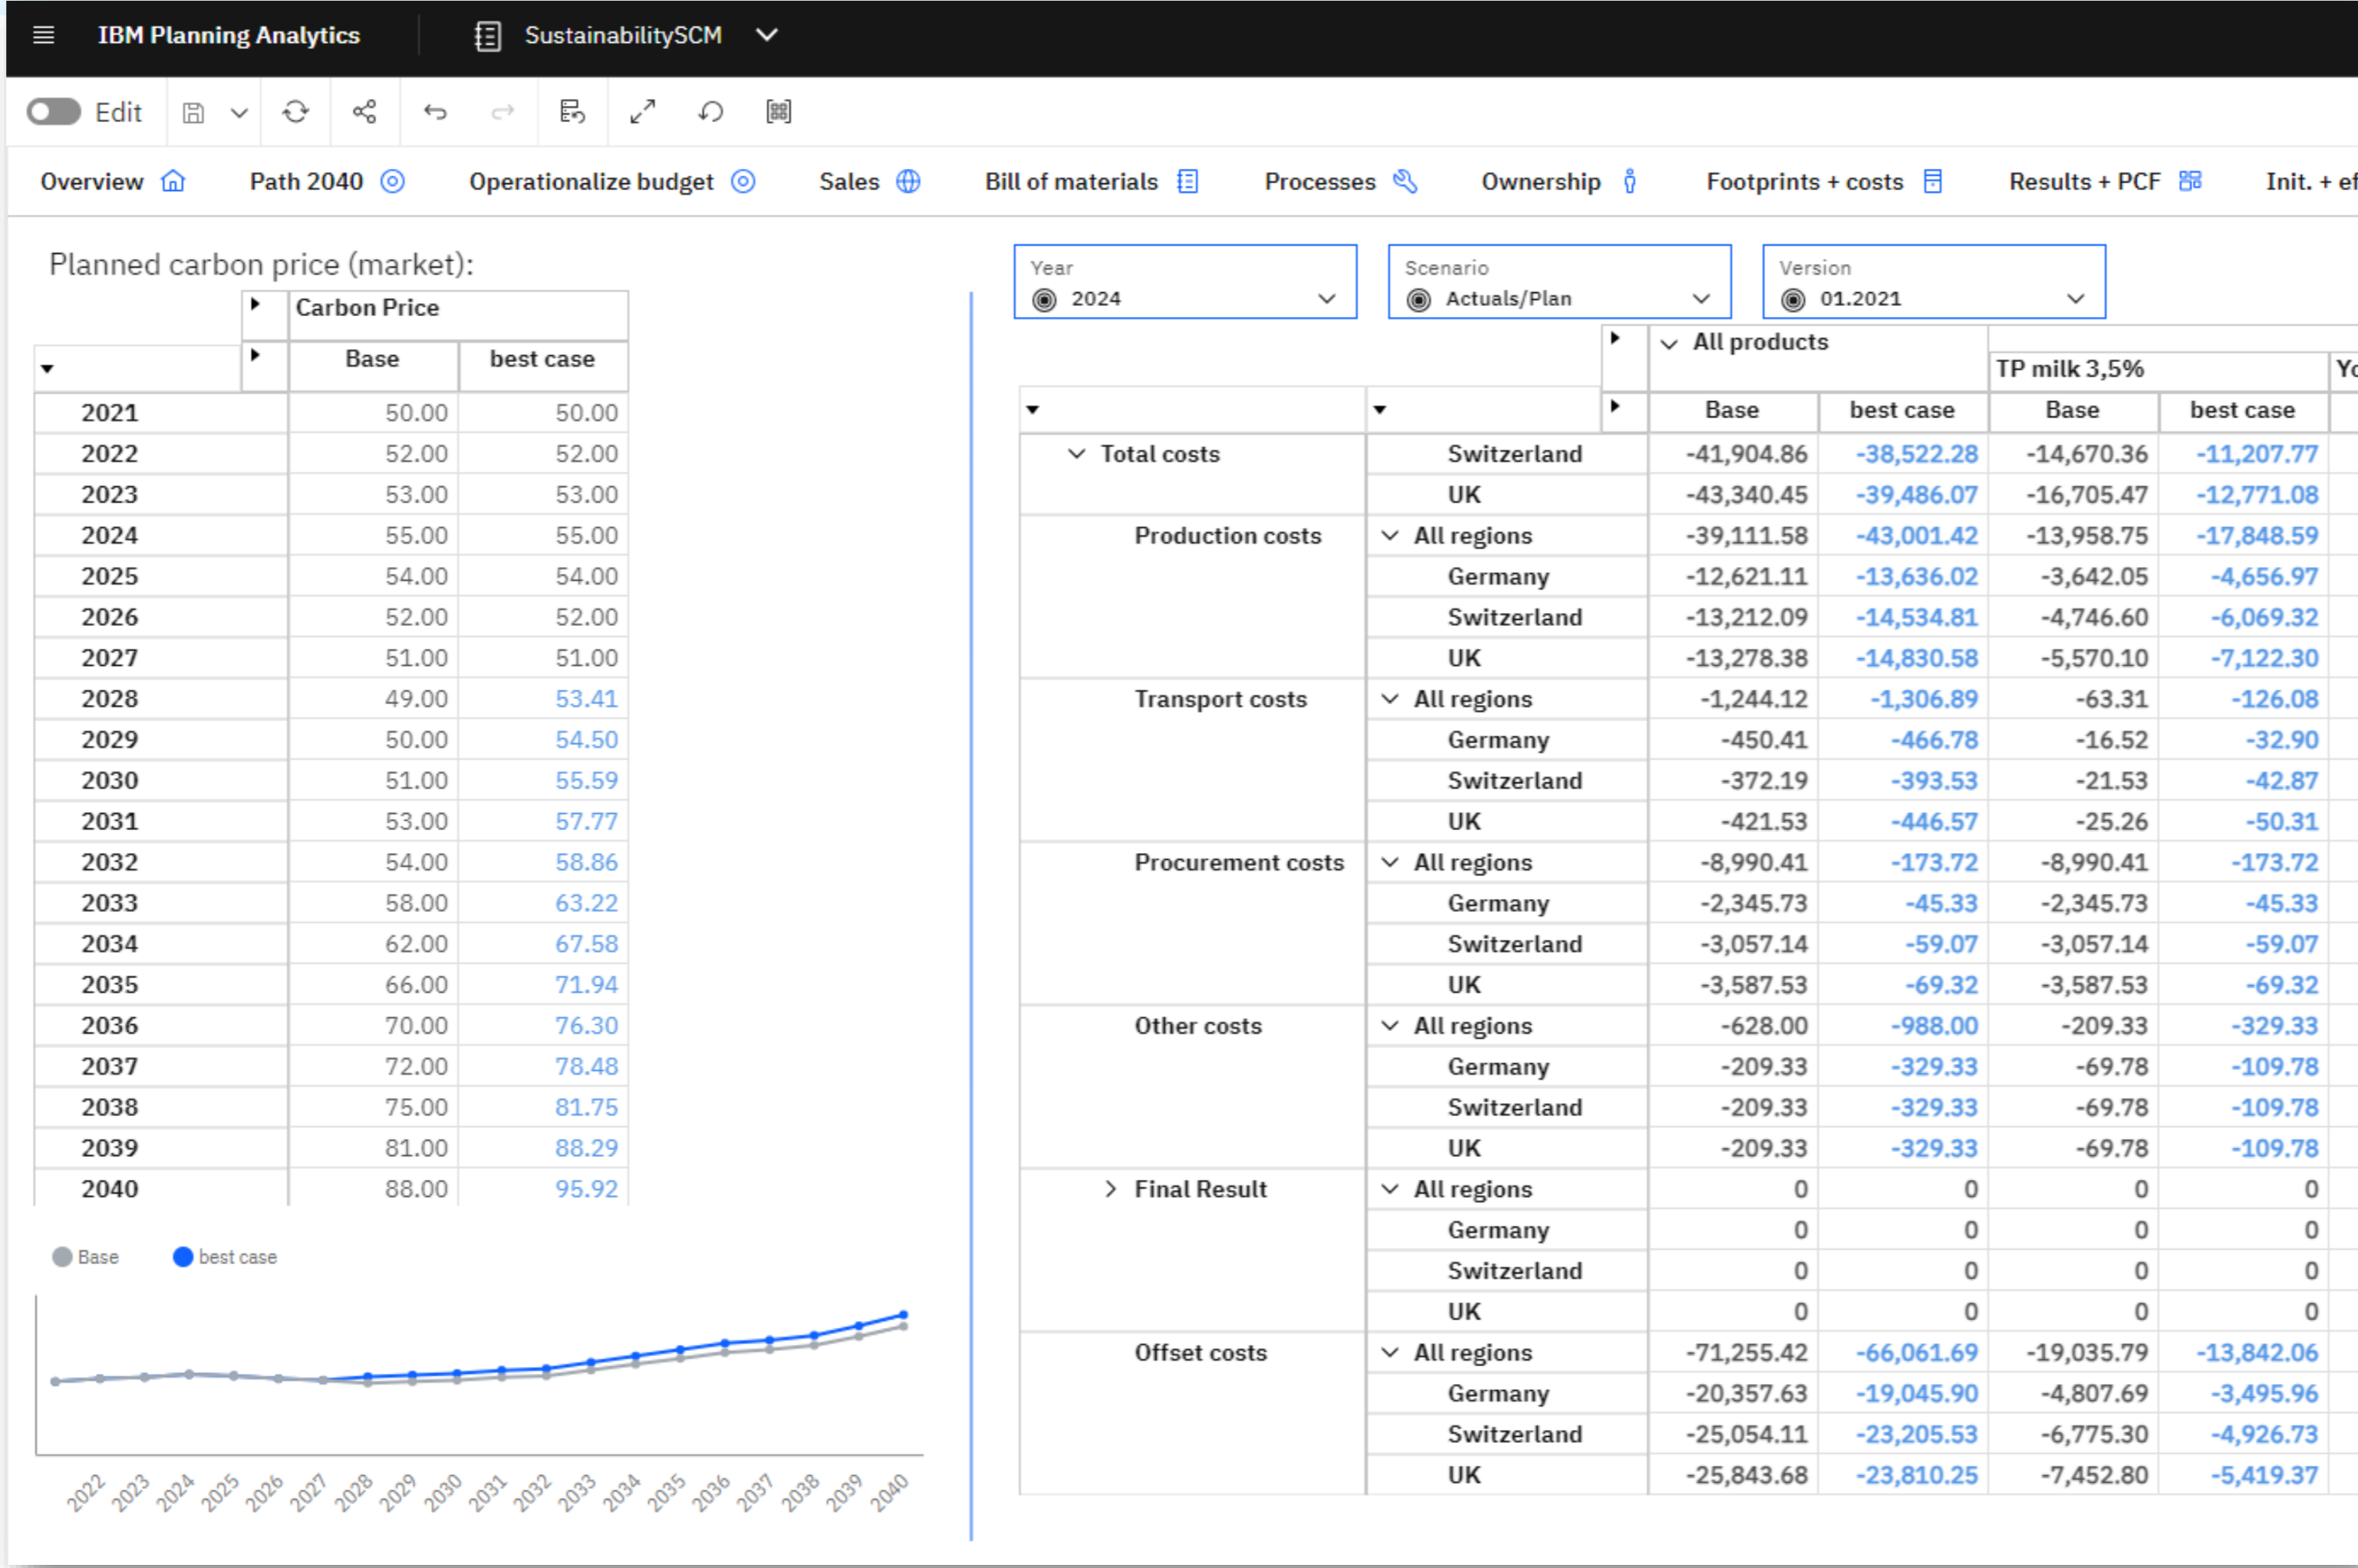 IBM Planning Analytics SustainabilitySCM
Edit
Overview Path 2040 Operationalize budget Sales Bill of materials Processes Ownership Footprints + costs Results + PCF Init. + ef
Planned carbon price (market):
Carbon Price
Base best case
2021 50.00 50.00
2022 52.00 52.00
2023 53.00 53.00
2024 55.00 55.00
2025 54.00 54.00
2026 52.00 52.00
2027 51.00 51.00
2028 49.00 53.41
2029 50.00 54.50
2030 51.00 55.59
2031 53.00 57.77
2032 54.00 58.86
2033 58.00 63.22
2034 62.00 67.58
2035 66.00 71.94
2036 70.00 76.30
2037 72.00 78.48
2038 75.00 81.75
2039 81.00 88.29
2040 88.00 95.92
Base best case
2022 2023 2024 2025 2026 2027 2028 2029 2030 2031 2032 2033 2034 2035 2036 2037 2038 2039 2040
Year Scenario Version
2024 Actuals/Plan 01.2021
All products
TP milk 3,5% Yo
Base best case Base best case
Total costs Switzerland -41,904.86 -38,522.28 -14,670.36 -11,207.77
UK -43,340.45 -39,486.07 -16,705.47 -12,771.08
Production costs All regions -39,111.58 -43,001.42 -13,958.75 -17,848.59
Germany -12,621.11 -13,636.02 -3,642.05 -4,656.97
Switzerland -13,212.09 -14,534.81 -4,746.60 -6,069.32
UK -13,278.38 -14,830.58 -5,570.10 -7,122.30
Transport costs All regions -1,244.12 -1,306.89 -63.31 -126.08
Germany -450.41 -466.78 -16.52 -32.90
Switzerland -372.19 -393.53 -21.53 -42.87
UK -421.53 -446.57 -25.26 -50.31
Procurement costs All regions -8,990.41 -173.72 -8,990.41 -173.72
Germany -2,345.73 -45.33 -2,345.73 -45.33
Switzerland -3,057.14 -59.07 -3,057.14 -59.07
UK -3,587.53 -69.32 -3,587.53 -69.32
Other costs All regions -628.00 -988.00 -209.33 -329.33
Germany -209.33 -329.33 -69.78 -109.78
Switzerland -209.33 -329.33 -69.78 -109.78
UK -209.33 -329.33 -69.78 -109.78
Final Result All regions 0 0 0 0
Germany 0 0 0 0
Switzerland 0 0 0 0
UK 0 0 0 0
Offset costs All regions -71,255.42 -66,061.69 -19,035.79 -13,842.06
Germany -20,357.63 -19,045.90 -4,807.69 -3,495.96
Switzerland -25,054.11 -23,205.53 -6,775.30 -4,926.73
UK -25,843.68 -23,810.25 -7,452.80 -5,419.37